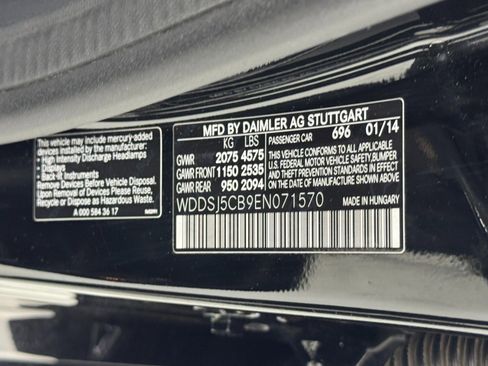 This vehicle may include mercury-added
devices installed by the manufacturer:
• High Intensity Discharge Headlamps
Remove Devices Before Vehicle Disposal.
Upon Removal of Devices Please Reuse,
Recycle or Dispose as Hazardous Waste.
A 000 584 36 17
MFD BY DAIMLER AG STUTTGART
KG LBS PASSENGER CAR 696 01/14
GVWR 2075 4575
GAWR FRONT 1150 2535
GAWR REAR 950 2094
THIS VEHICLE CONFORMS TO ALL APPLICABLE
U.S. FEDERAL MOTOR VEHICLE SAFETY, BUMPER,
AND THEFT PREVENTION STANDARDS IN EFFECT
ON THE DATE OF MANUFACTURE SHOWN ABOVE.
WDDSJ5CB9EN071570
MADE IN HUNGARY